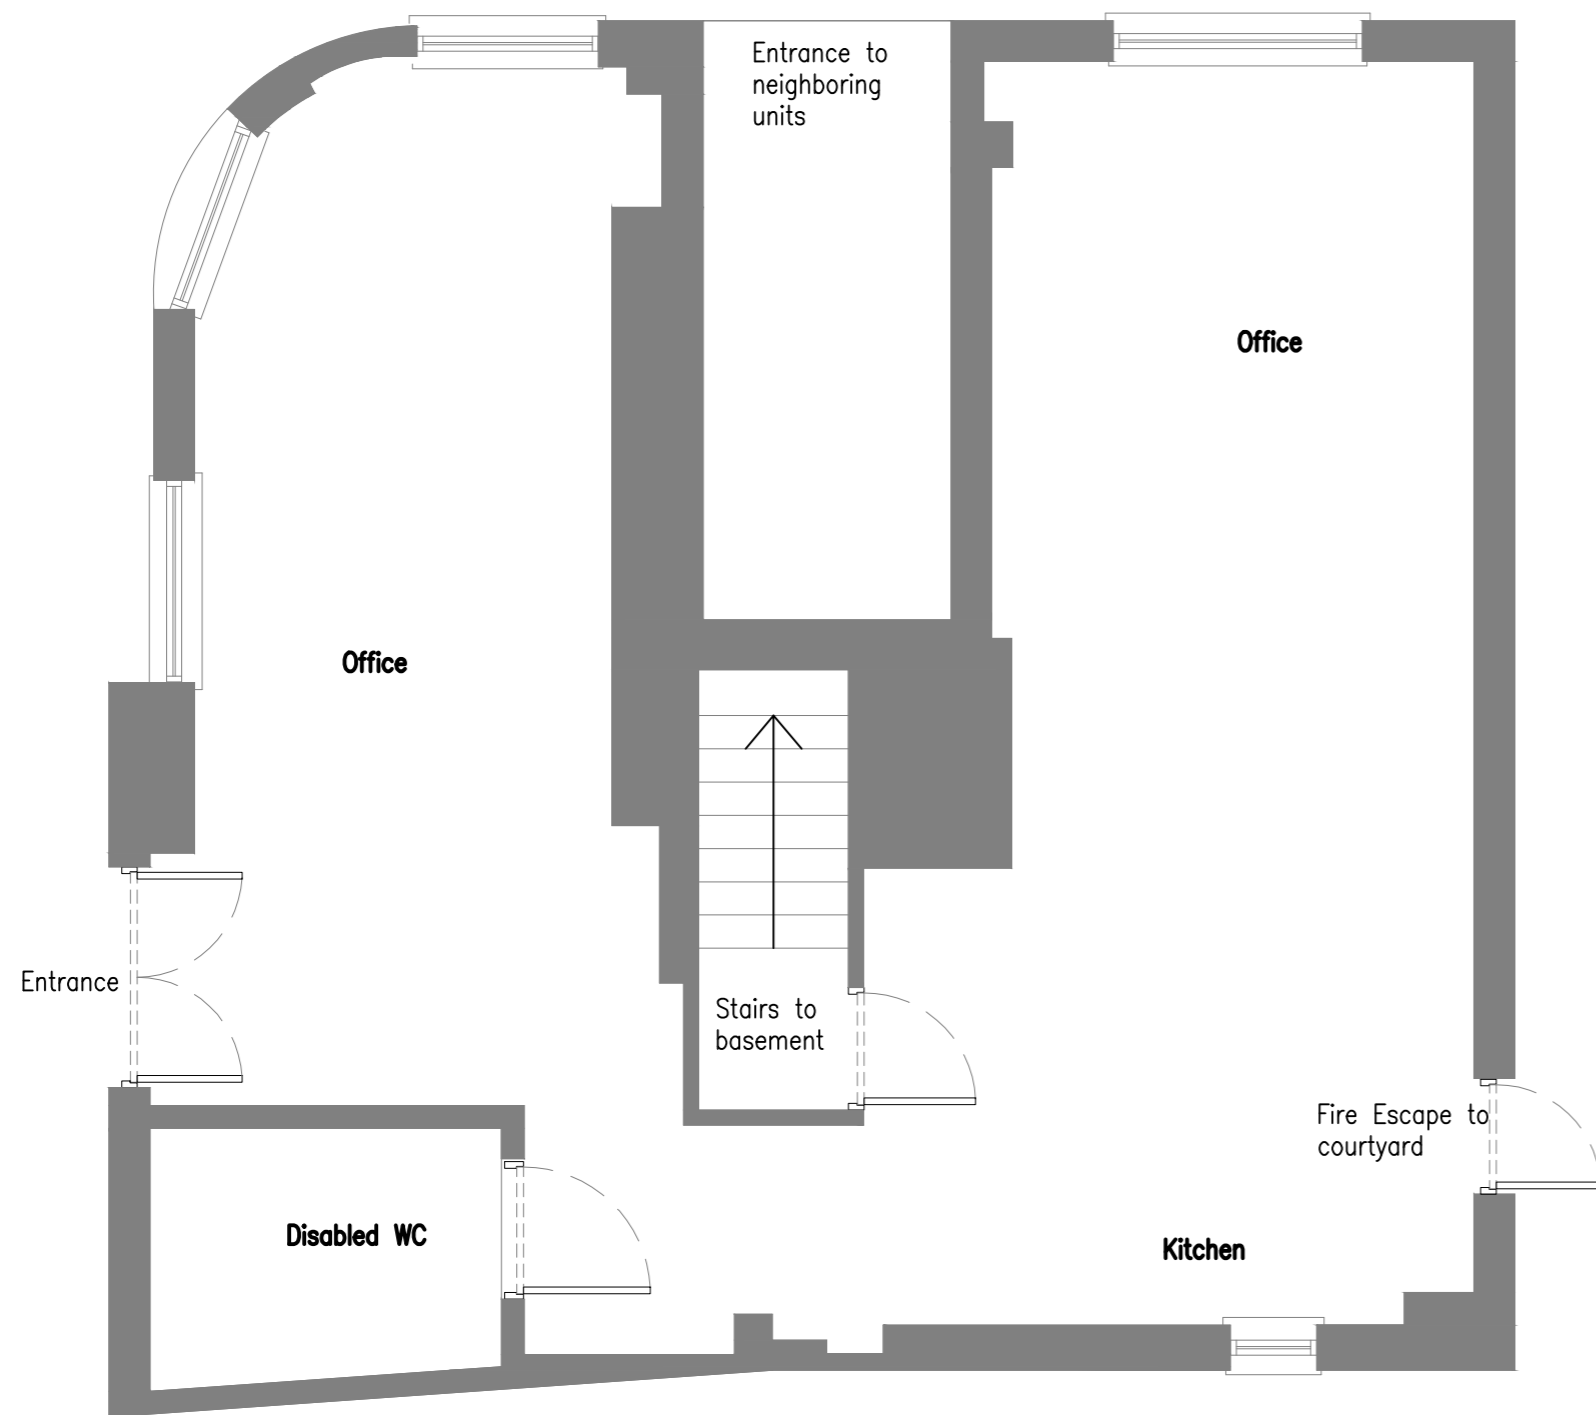 Entrance to
neighboring
units
Office
Office
Entrance
Stairs to
basement
Fire Escape to
courtyard
Disabled WC
Kitchen